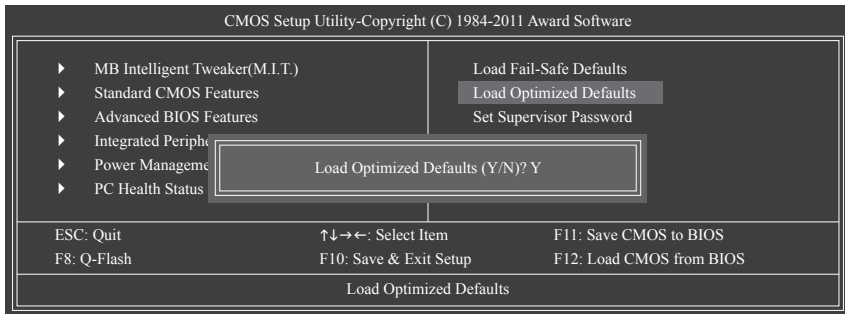 CMOS Setup Utility-Copyright (C) 1984-2011 Award Software
MB Intelligent Tweaker(M.I.T.)
Standard CMOS Features
Advanced BIOS Features
Integrated Periphe
Power Manageme
PC Health Status
Load Fail-Safe Defaults
Load Optimized Defaults
Set Supervisor Password
Load Optimized Defaults (Y/N)? Y
ESC: Quit ↑↓→←: Select Item F11: Save CMOS to BIOS
F8: Q-Flash F10: Save & Exit Setup F12: Load CMOS from BIOS
Load Optimized Defaults